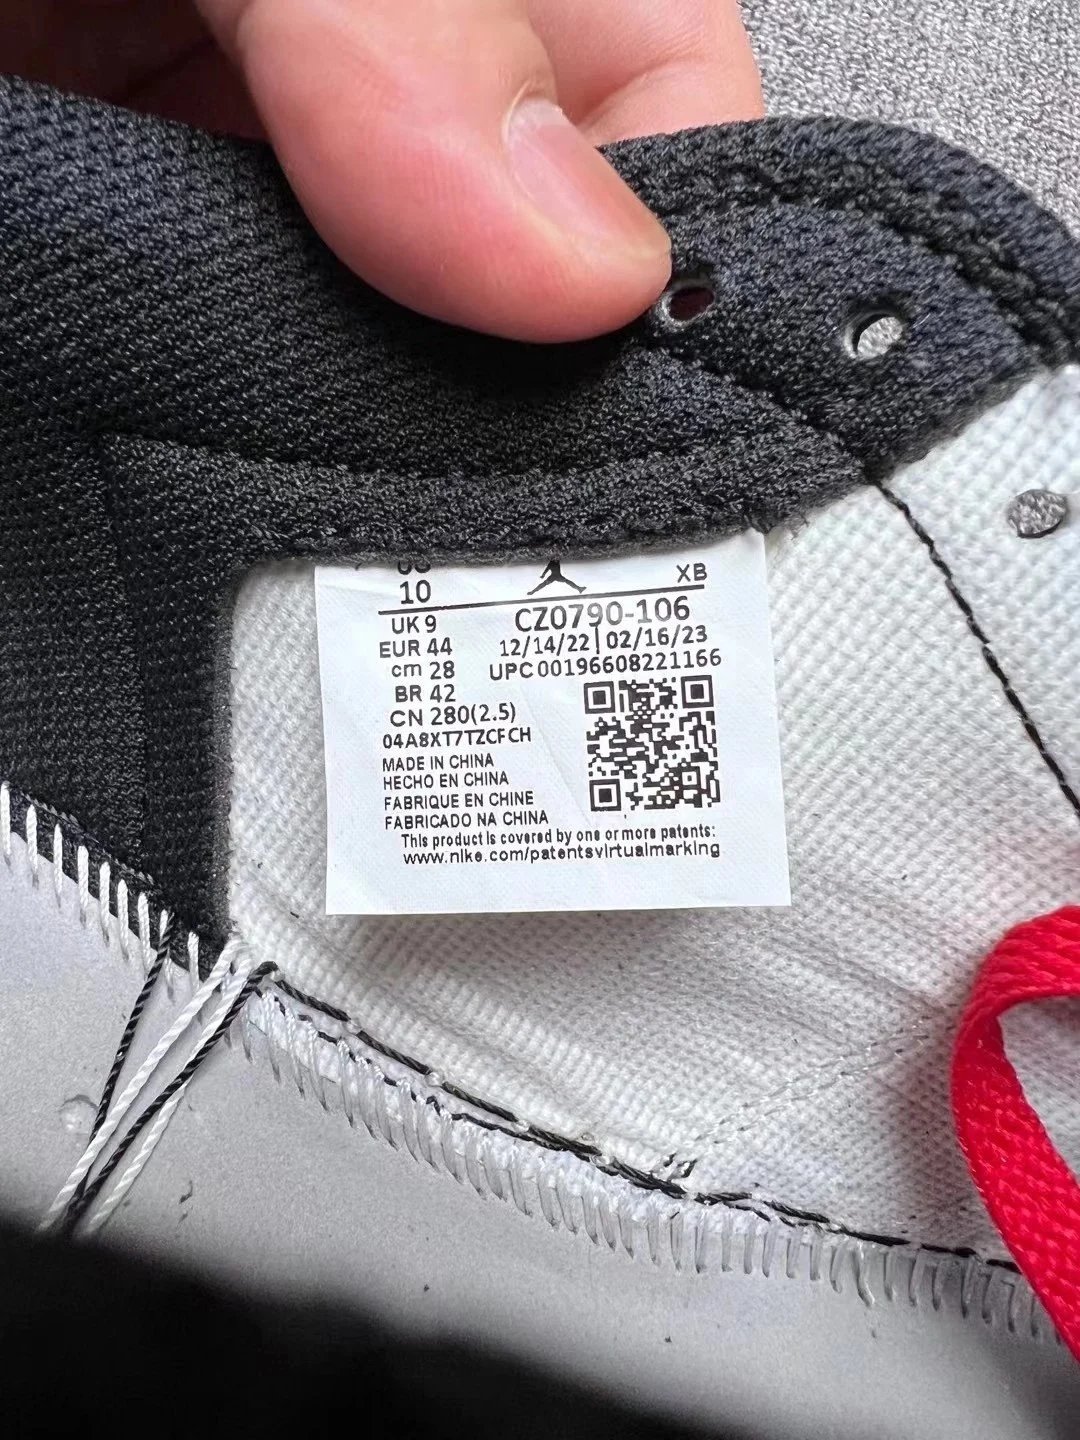 10
XB
UK 9
CZ0790-106
EUR 44
12/14/22 | 02/16/23
cm 28
UPC 00196608221166
BR 42
CN 280(2.5)
04A8XT7TZCFCH
MADE IN CHINA
HECHO EN CHINA
FABRIQUE EN CHINE
FABRICADO NA CHINA
This product is covered by one or more patents:
www.nike.com/patentsvirtualmarking